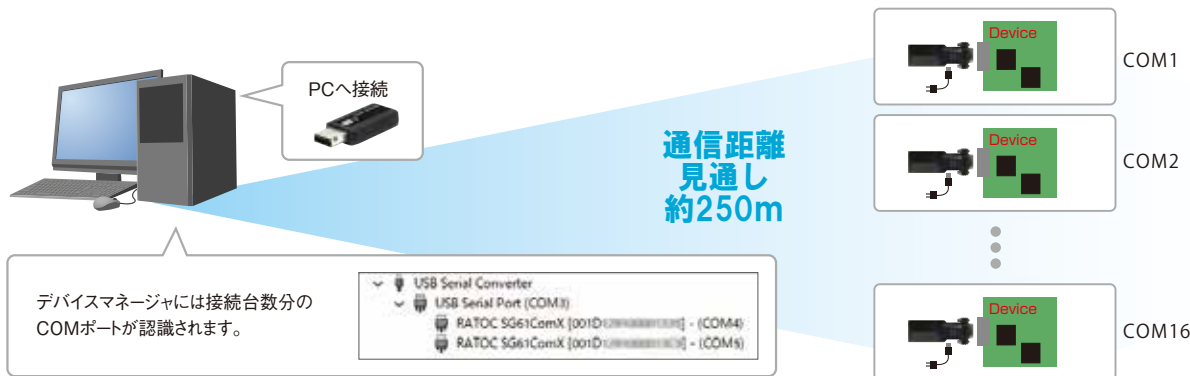 PCへ接続
通信距離
見通し
約250m
Device
COM1
Device
COM2
Device
COM16
デバイスマネージャには接続台数分の
COMポートが認識されます。
USB Serial Converter
USB Serial Port (COM3)
RATOC SG61ComX [001D - (COM4)
RATOC SG61ComX [001D - (COM5)